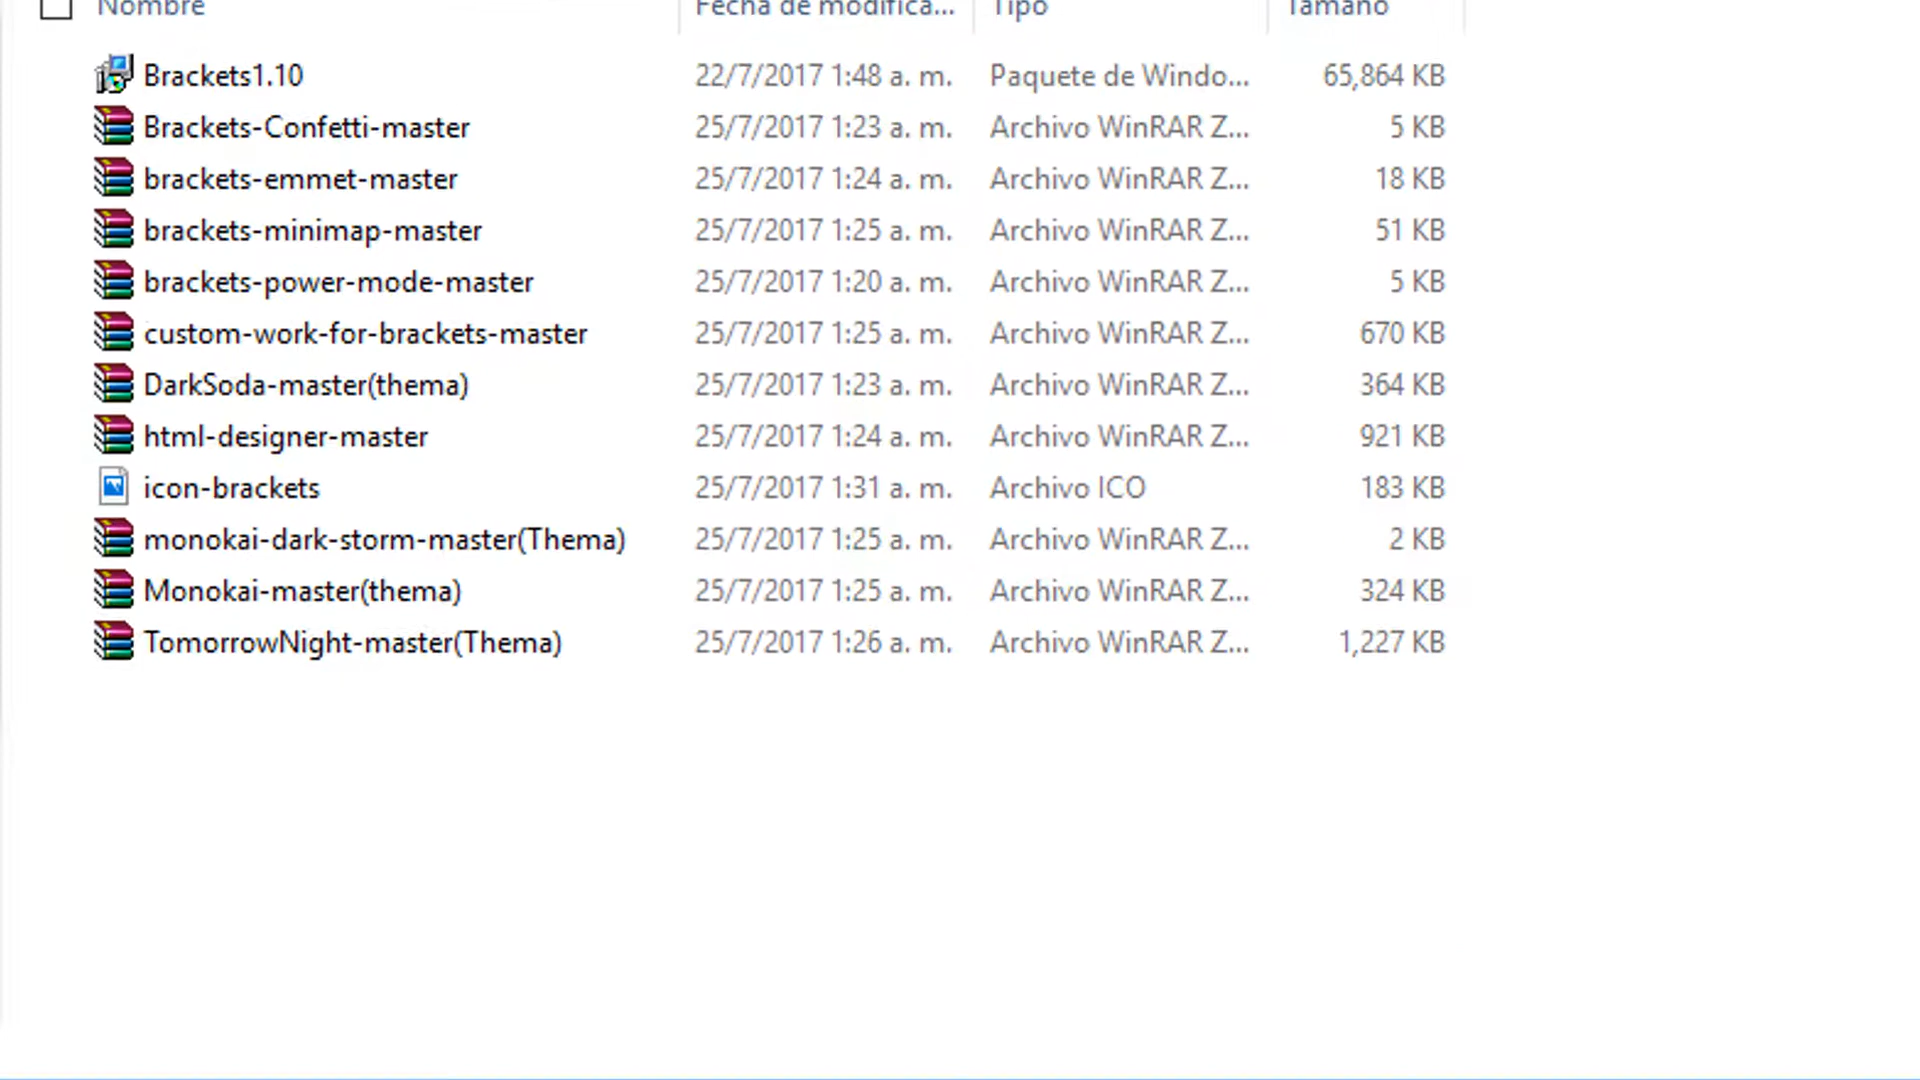 Nombre Fecha de modifica... Tipo Tamaño
Brackets1.10 22/7/2017 1:48 a. m. Paquete de Windo... 65,864 KB
Brackets-Confetti-master 25/7/2017 1:23 a. m. Archivo WinRAR Z... 5 KB
brackets-emmet-master 25/7/2017 1:24 a. m. Archivo WinRAR Z... 18 KB
brackets-minimap-master 25/7/2017 1:25 a. m. Archivo WinRAR Z... 51 KB
brackets-power-mode-master 25/7/2017 1:20 a. m. Archivo WinRAR Z... 5 KB
custom-work-for-brackets-master 25/7/2017 1:25 a. m. Archivo WinRAR Z... 670 KB
DarkSoda-master(thema) 25/7/2017 1:23 a. m. Archivo WinRAR Z... 364 KB
html-designer-master 25/7/2017 1:24 a. m. Archivo WinRAR Z... 921 KB
icon-brackets 25/7/2017 1:31 a. m. Archivo ICO 183 KB
monokai-dark-storm-master(Thema) 25/7/2017 1:25 a. m. Archivo WinRAR Z... 2 KB
Monokai-master(thema) 25/7/2017 1:25 a. m. Archivo WinRAR Z... 324 KB
TomorrowNight-master(Thema) 25/7/2017 1:26 a. m. Archivo WinRAR Z... 1,227 KB